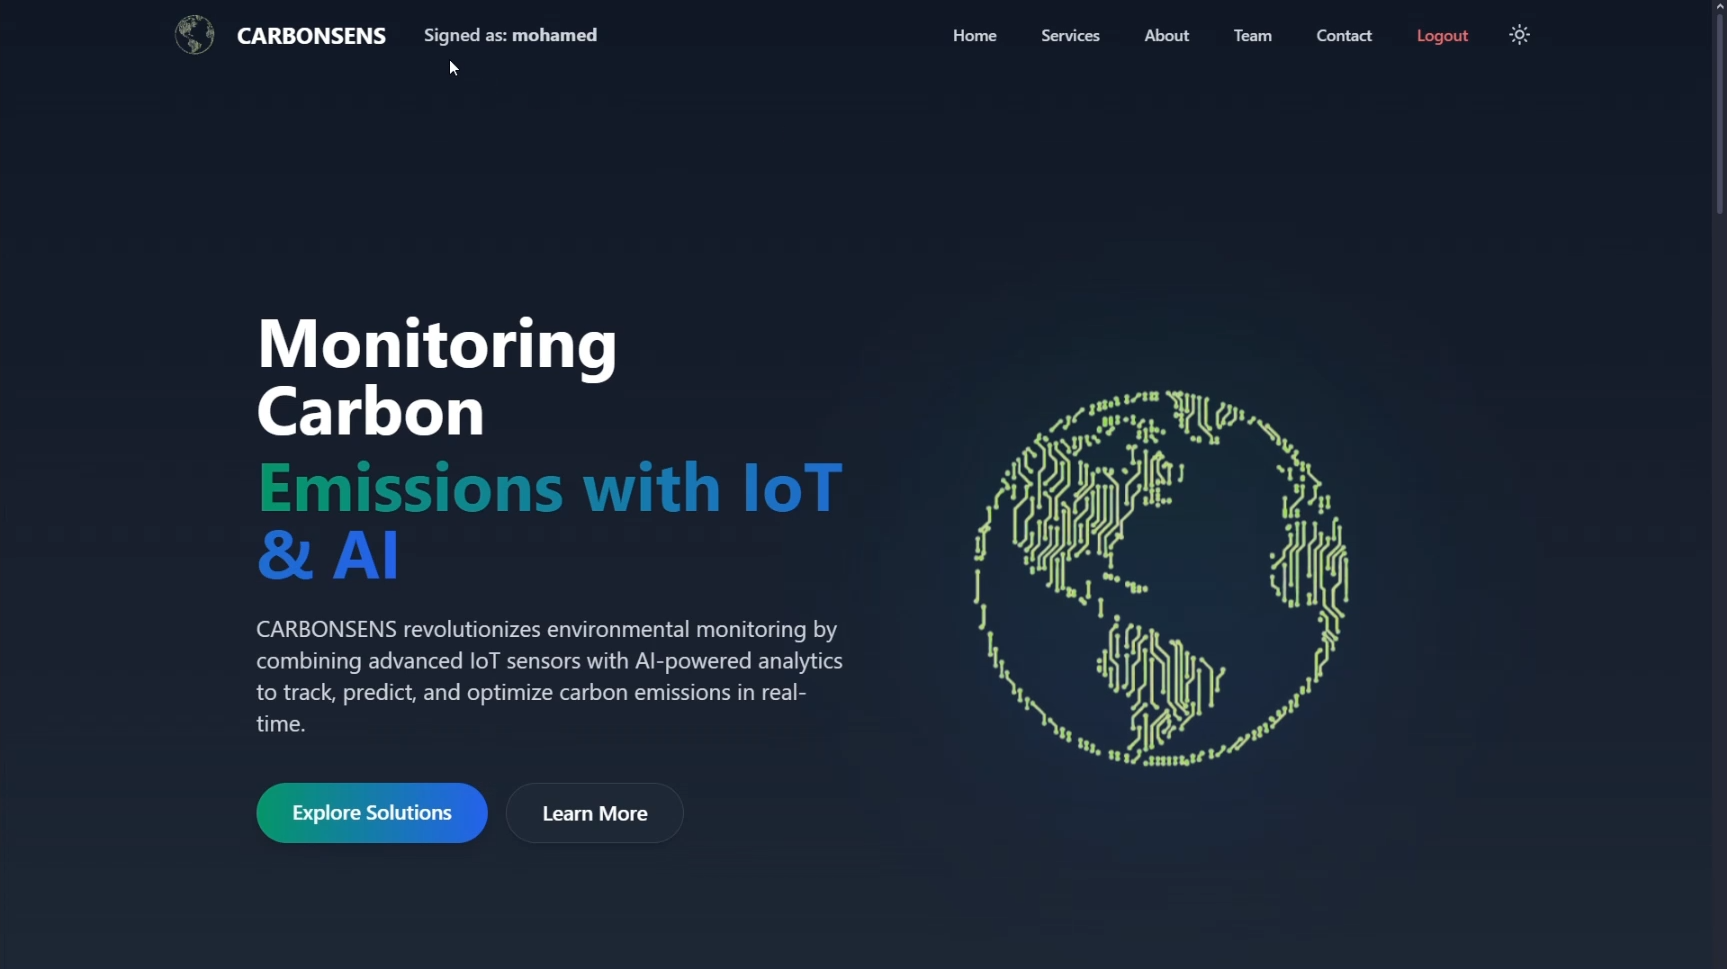 CARBONSENS
Signed as: mohamed
Home
Services
About
Team
Contact
Logout
Monitoring
Carbon
Emissions with IoT
& AI
CARBONSENS revolutionizes environmental monitoring by
combining advanced IoT sensors with AI-powered analytics
to track, predict, and optimize carbon emissions in real-
time.
Explore Solutions
Learn More